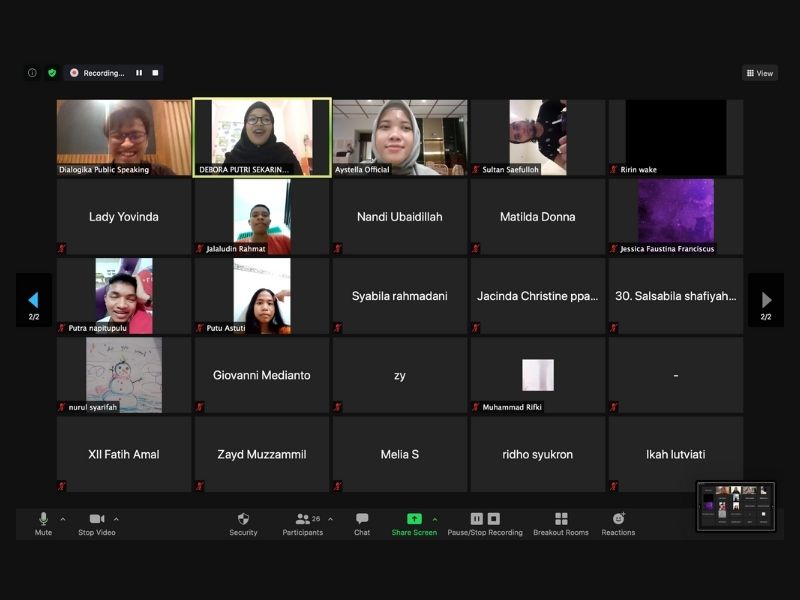 Recording...
View
Dialogika Public Speaking
DEBORA PUTRI SEKARIN...
Aystella Official
Sultan Saefulloh
Ririn wake
Lady Yovinda
Jalaludin Rahmat
Nandi Ubaidillah
Matilda Donna
Jessica Faustina Franciscus
2/2
Putra napitupulu
Putu Astuti
Syabila rahmadani
Jacinda Christine ppa...
30. Salsabila shafiyah...
2/2
nurul syarifah
Giovanni Medianto
zy
Muhammad Rifki
-
XII Fatih Amal
Zayd Muzzammil
Melia S
ridho syukron
Ikah lutviati
Mute
Stop Video
Security
Participants
26
Chat
Share Screen
Pause/Stop Recording
Breakout Rooms
Reactions